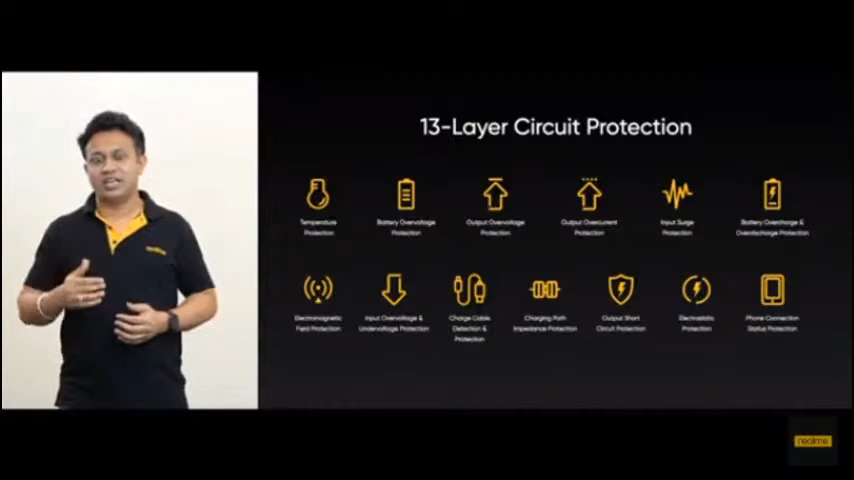 13-Layer Circuit Protection
Temperature
Protection
Battery Overvoltage
Protection
Output Overvoltage
Protection
Output Overcurrent
Protection
Input Surge
Protection
Battery Overcharge &
Overdischarge Protection
Electromagnetic
Field Protection
Input Overvoltage &
Undervoltage Protection
Charge Cable
Detection &
Protection
Charging Path
Impedance Protection
Output Short
Circuit Protection
Electrostatic
Protection
Phone Connection
Status Protection
realme
realme